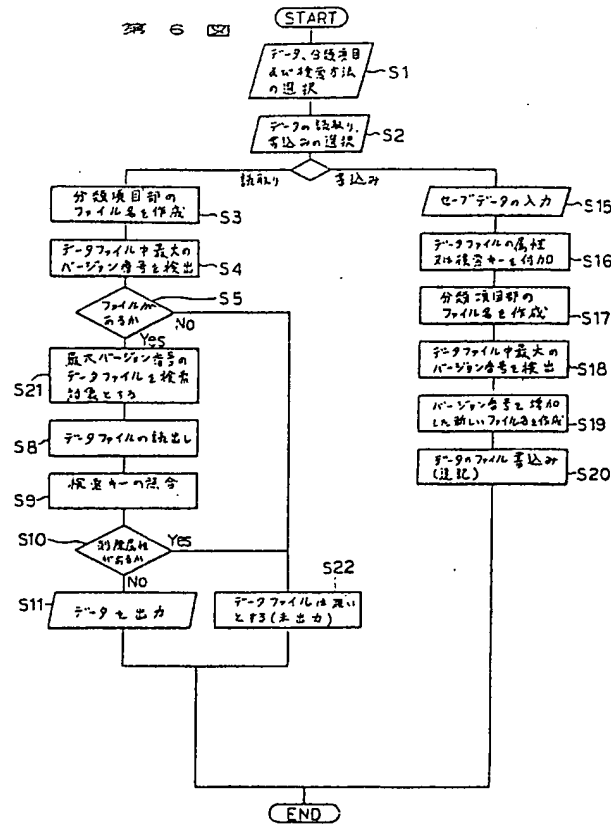 第 6 図
START
データ、分類項目
及び検索方法
の選択
S1
データの読取り、
書込みの選択
S2
読取り
書込み
分類項目部の
ファイル名を作成
S3
データファイル中最大の
バージョン番号を検出
S4
ファイルが
あるか
S5
No
Yes
最大バージョン番号の
データファイルを検索
対象とする
S21
データファイルの読出し
S8
検索キーの照合
S9
削除属性
があるか
S10
Yes
No
データを出力
S11
S22
データファイルは無い
とする(未出力)
セーブデータの入力
S15
データファイルの属性
又は検索キーを付加
S16
分類項目部の
ファイル名を作成
S17
データファイル中最大の
バージョン番号を検出
S18
バージョン番号を増加
した新しいファイル名を作成
S19
データのファイル書込み
(追記)
S20
END